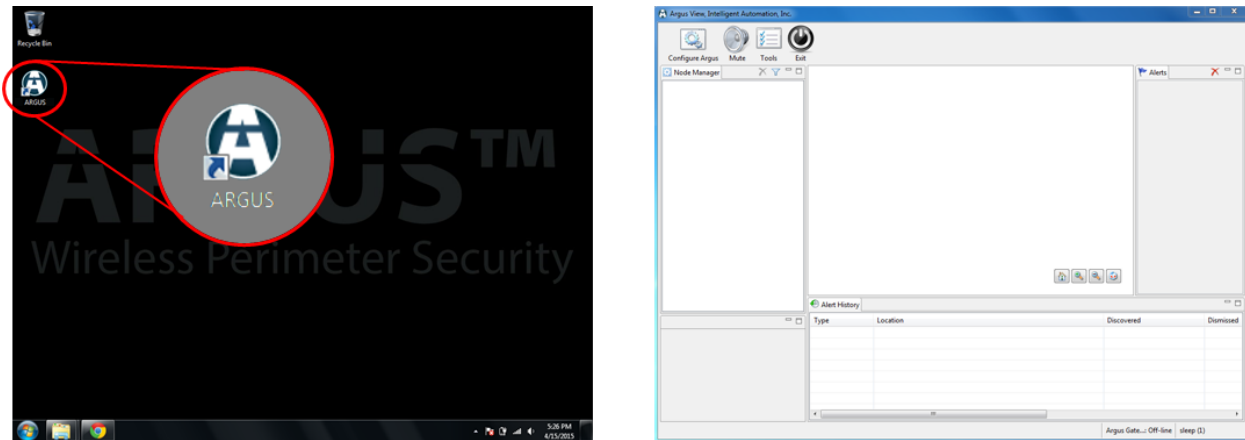 Recycle Bin
ARGUS
ARGUS
ARGUS™
Wireless Perimeter Security
5:26 PM
4/15/2015
Argus View, Intelligent Automation, Inc.
Configure Argus Mute Tools Exit
Node Manager
Alerts
Alert History
Type Location Discovered Dismissed
Argus Gate...: Off-line sleep (1)